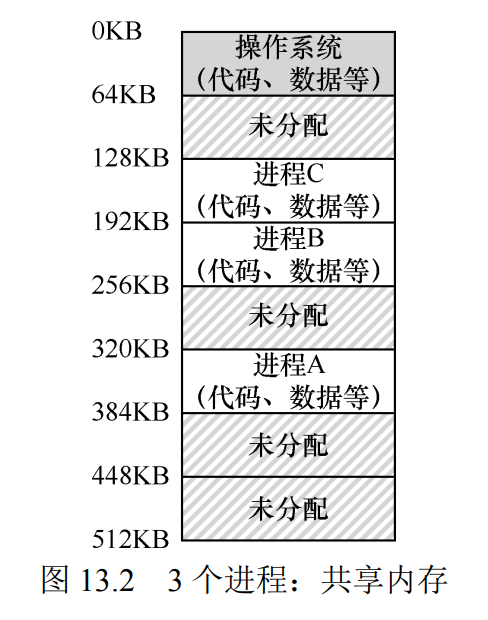 0KB
操作系统
（代码、数据等）
64KB
未分配
128KB
进程C
（代码、数据等）
192KB
进程B
（代码、数据等）
256KB
未分配
320KB
进程A
（代码、数据等）
384KB
未分配
448KB
未分配
512KB
图 13.2 3 个进程：共享内存